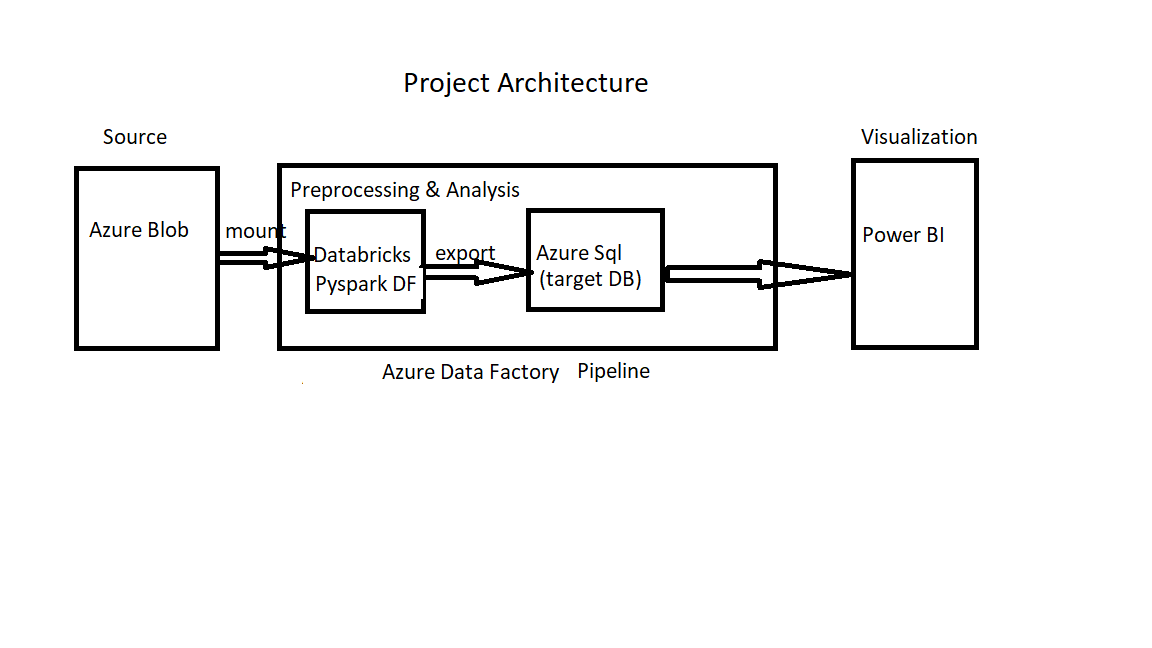 Project Architecture
Source
Visualization
Preprocessing & Analysis
Azure Blob
mount
Databricks
Pyspark DF
export
Azure Sql
(target DB)
Power BI
Azure Data Factory Pipeline